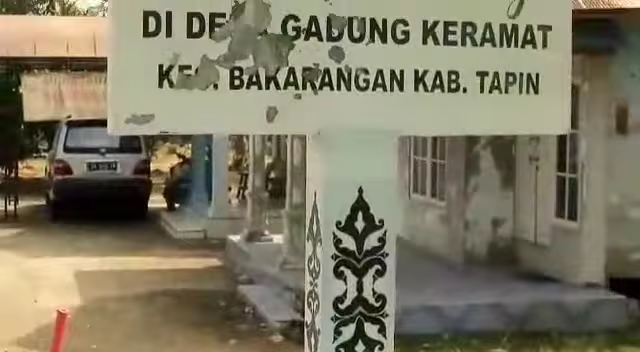 DI DESA GADUNG KERAMAT
KEC. BAKARANGAN KAB. TAPIN